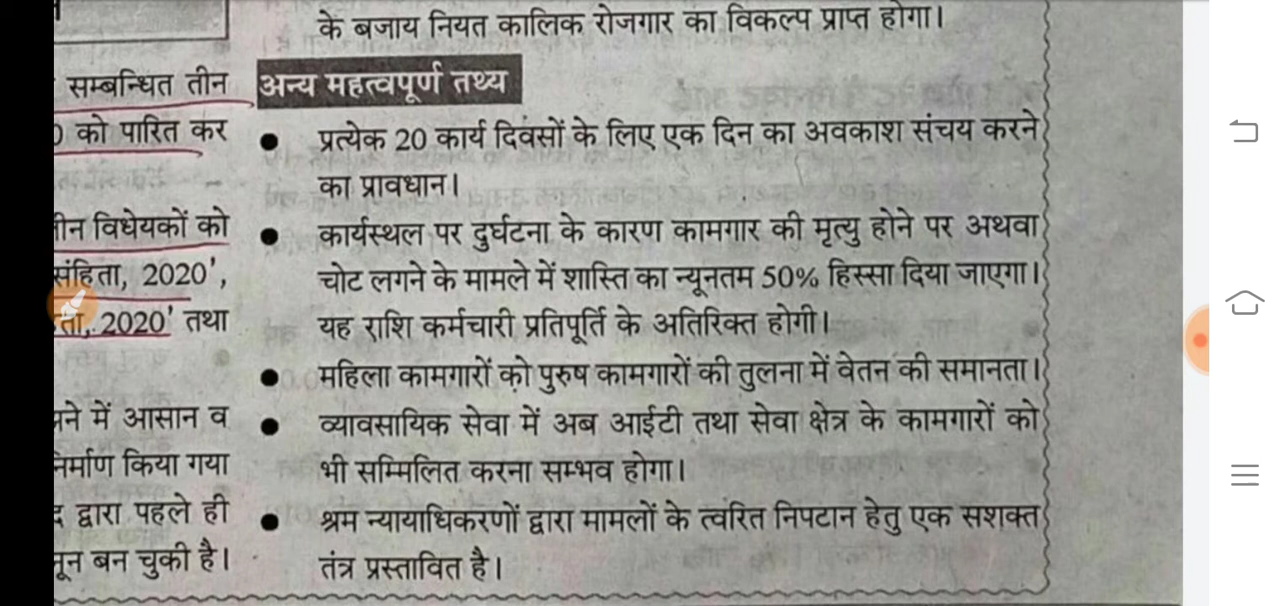 के बजाय नियत कालिक रोजगार का विकल्प प्राप्त होगा।
सम्बन्धित तीन
को पारित कर
विधेयकों को
संहिता, 2020',
2020' तथा
में आसान व
निर्माण किया गया
द्वारा पहले ही
बन चुकी है।
अन्य महत्वपूर्ण तथ्य
● प्रत्येक 20 कार्य दिवसों के लिए एक दिन का अवकाश संचय करने
का प्रावधान।
● कार्यस्थल पर दुर्घटना के कारण कामगार की मृत्यु होने पर अथवा
चोट लगने के मामले में शास्ति का न्यूनतम 50% हिस्सा दिया जाएगा।
यह राशि कर्मचारी प्रतिपूर्ति के अतिरिक्त होगी।
● महिला कामगारों को पुरुष कामगारों की तुलना में वेतन की समानता।
● व्यावसायिक सेवा में अब आईटी तथा सेवा क्षेत्र के कामगारों को
भी सम्मिलित करना सम्भव होगा।
● श्रम न्यायाधिकरणों द्वारा मामलों के त्वरित निपटान हेतु एक सशक्त
तंत्र प्रस्तावित है।